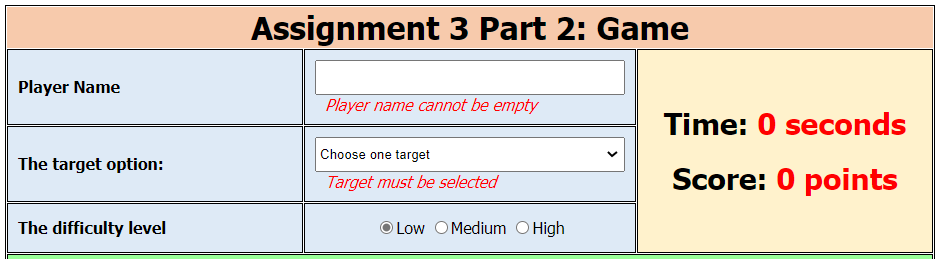 Assignment 3 Part 2: Game
Player Name
Player name cannot be empty
The target option:
Choose one target
Target must be selected
The difficulty level
Low Medium High
Time: 0 seconds
Score: 0 points